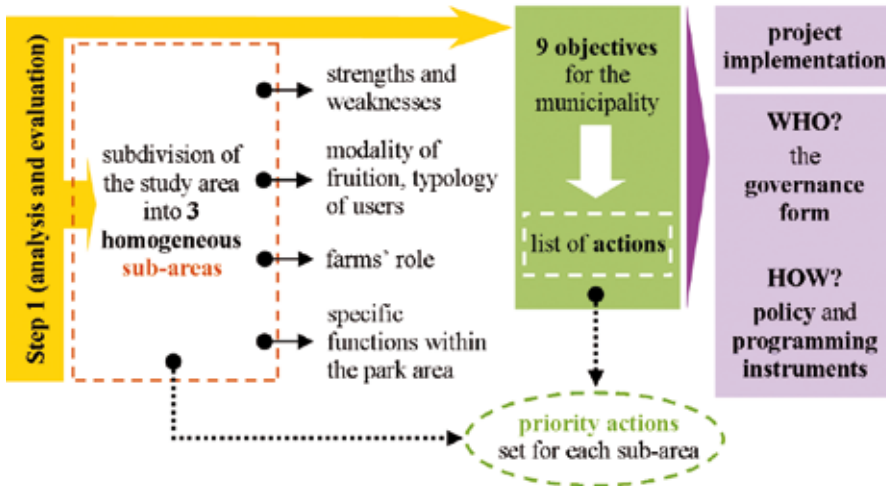 Step 1 (analysis and evaluation)
subdivision of
the study area
into 3
homogeneous
sub-areas
strengths and
weaknesses
modality of
fruition, typology
of users
farms' role
specific
functions within
the park area
9 objectives
for the
municipality
list of actions
priority actions
set for each sub-area
project
implementation
WHO?
the
governance
form
HOW?
policy and
programming
instruments